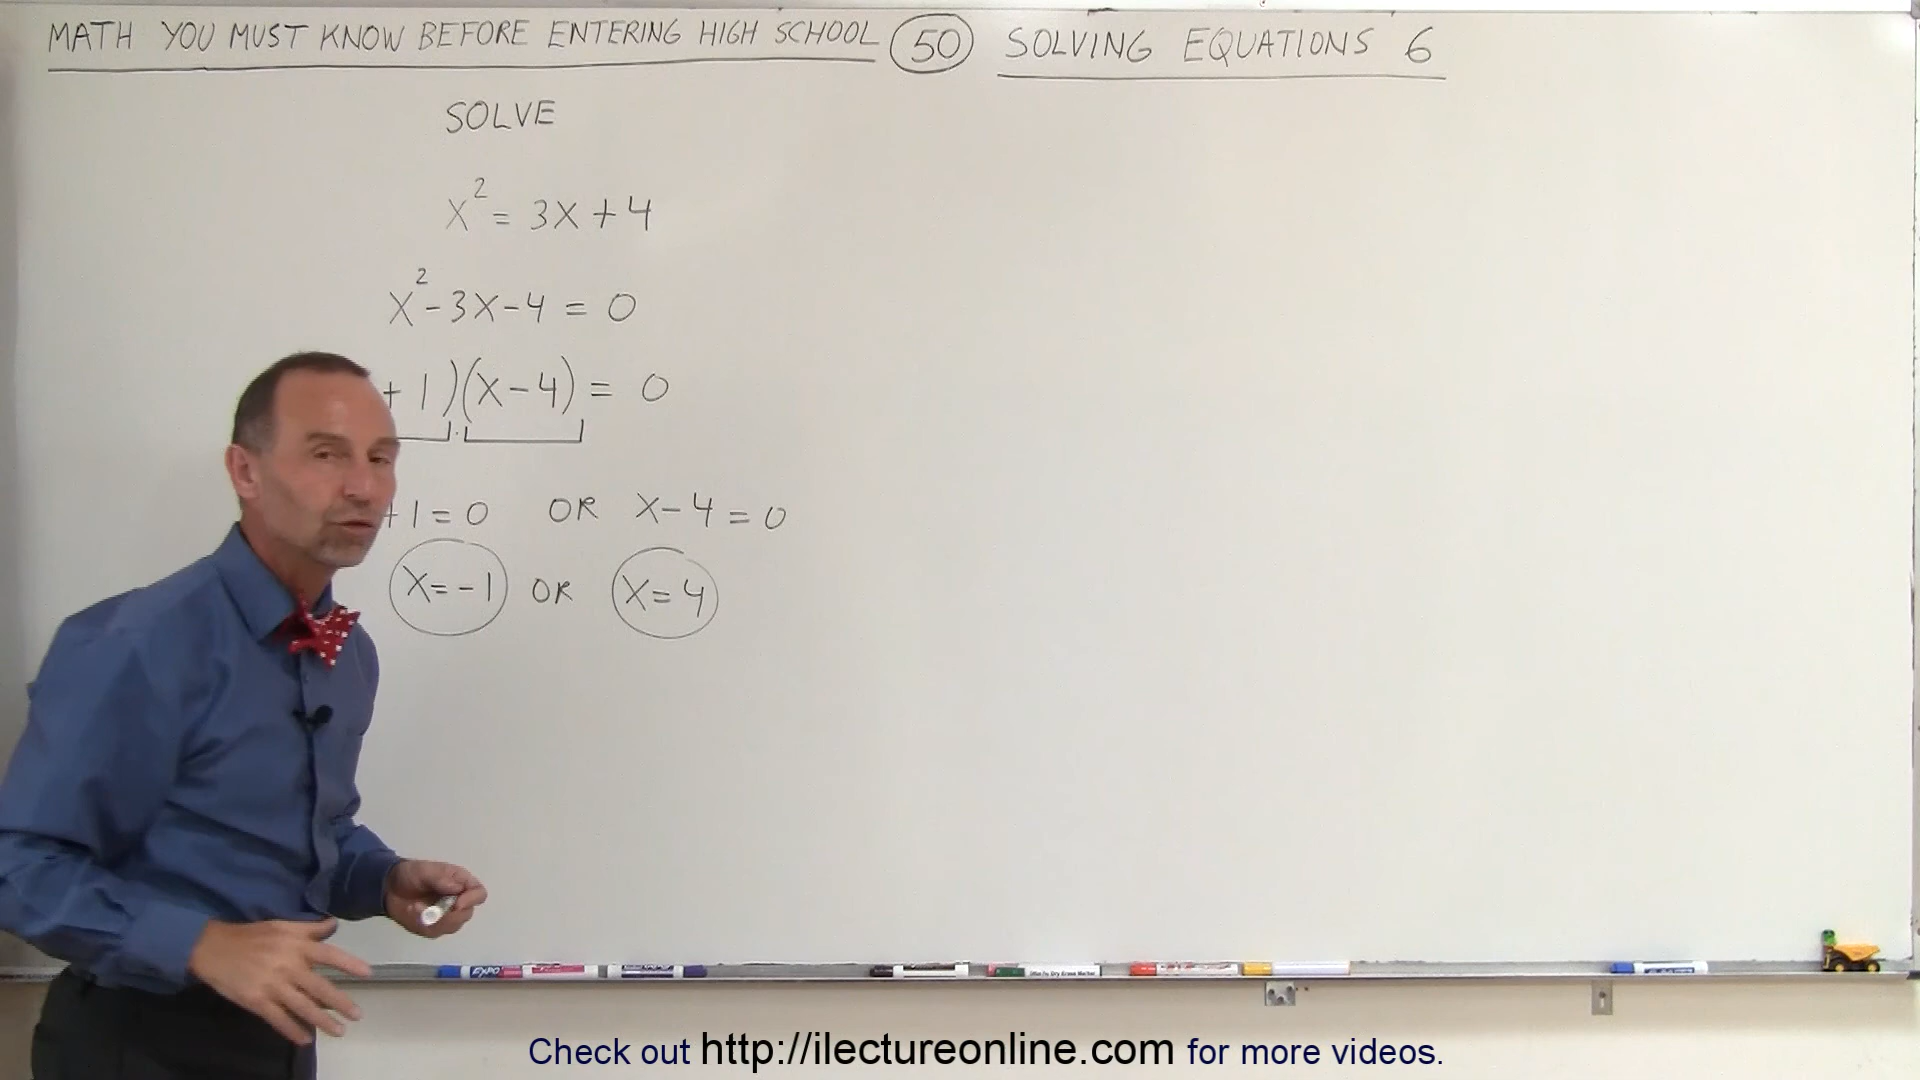 MATH YOU MUST KNOW BEFORE ENTERING HIGH SCHOOL 50 SOLVING EQUATIONS 6
SOLVE
x² = 3x + 4
x² - 3x - 4 = 0
+ 1)(x - 4) = 0
+ 1 = 0 OR x - 4 = 0
x = -1 OR x = 4
EXPO
Check out http://ilectureonline.com for more videos.